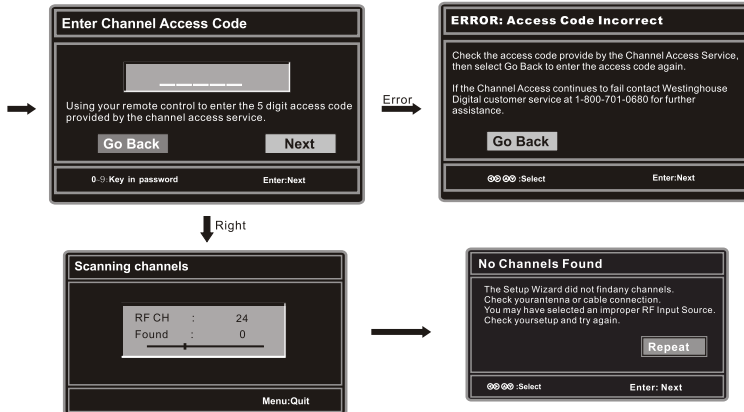 Enter Channel Access Code
_ _ _ _ _
Using your remote control to enter the 5 digit access code
provided by the channel access service.
Go Back
Next
0-9:Key in password
Enter:Next
Error
ERROR: Access Code Incorrect
Check the access code provide by the Channel Access Service,
then select Go Back to enter the access code again.
If the Channel Access continues to fail contact Westinghouse
Digital customer service at 1-800-701-0680 for further
assistance.
Go Back
:Select
Enter:Next
Right
Scanning channels
RF CH : 24
Found : 0
Menu:Quit
No Channels Found
The Setup Wizard did not findany channels.
Check yourantenna or cable connection.
You may have selected an improper RF Input Source.
Check yoursetup and try again.
Repeat
:Select
Enter: Next